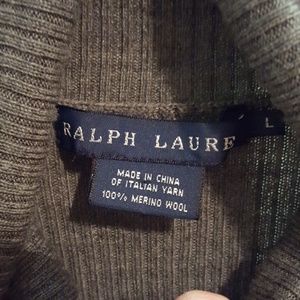 RALPH LAURE
L
MADE IN CHINA
OF ITALIAN YARN
100% MERINO WOOL